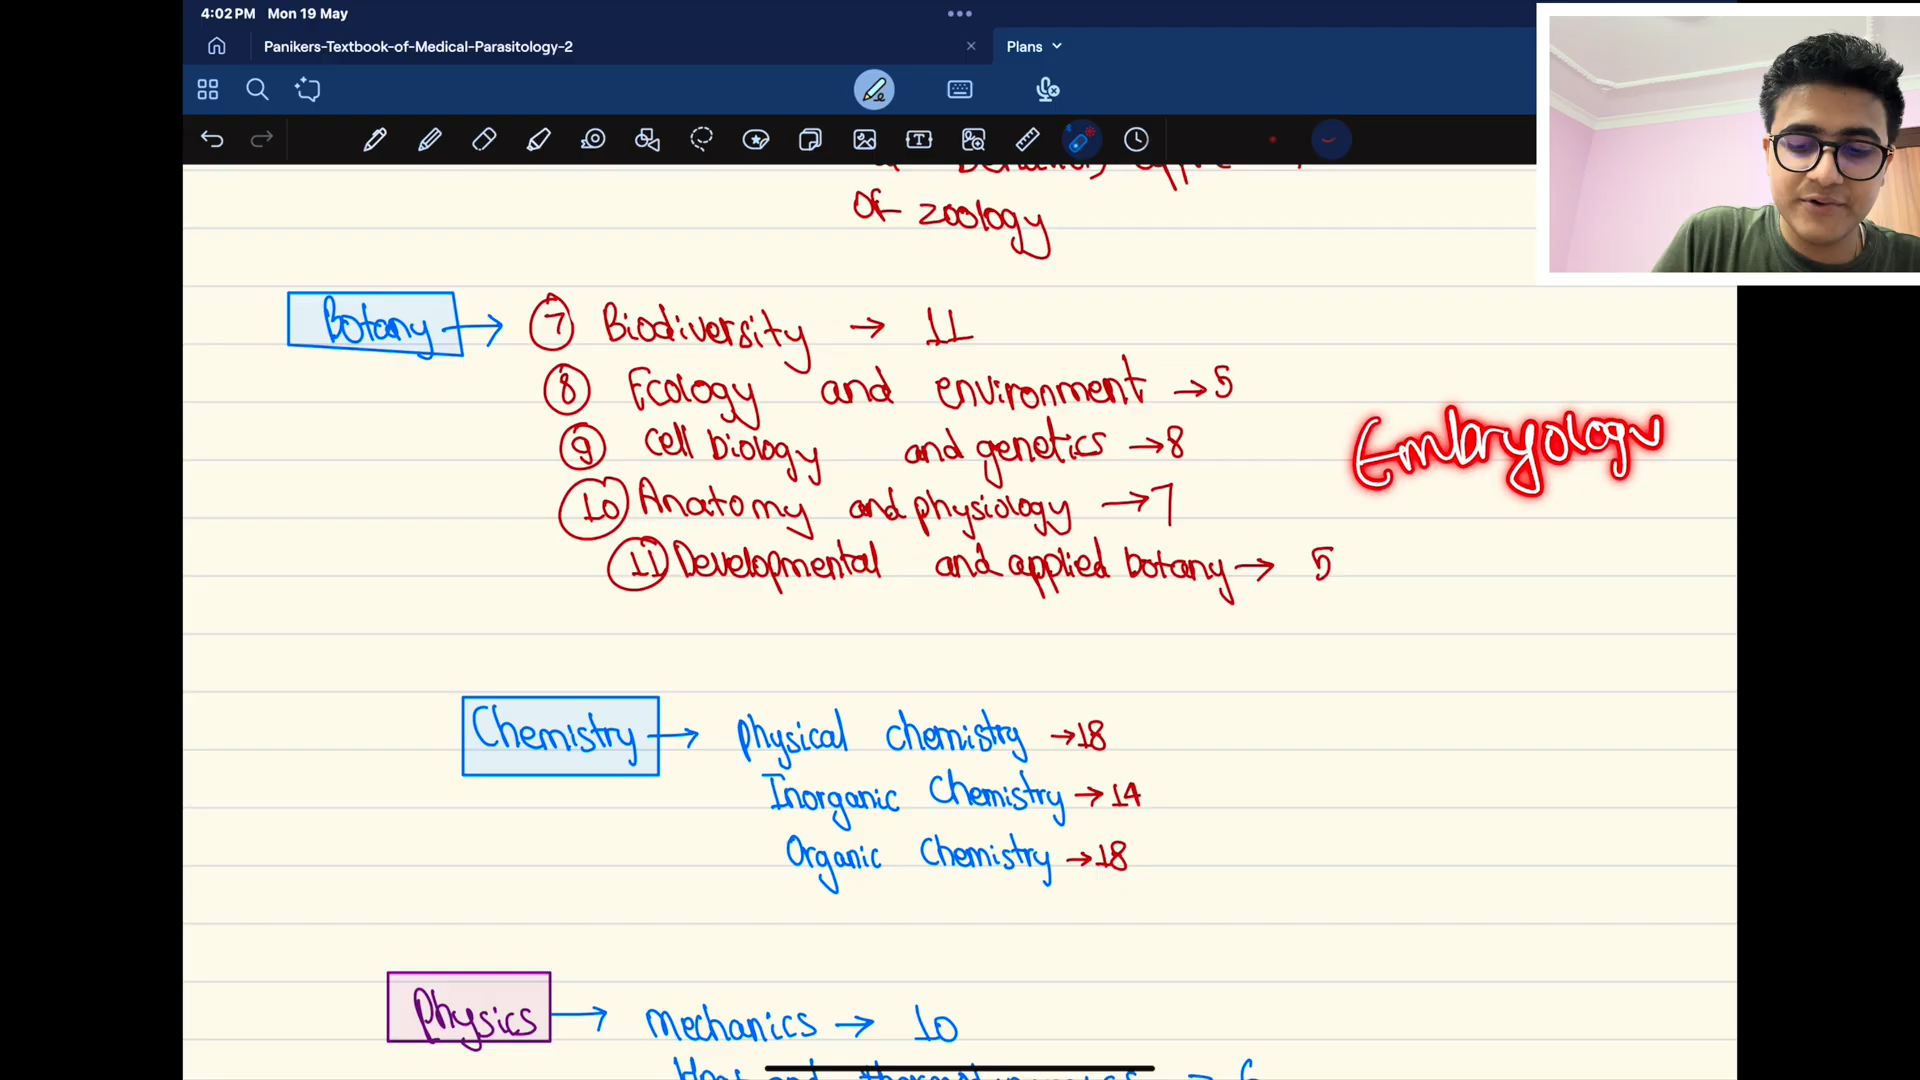 4:02 PM Mon 19 May
Panikers-Textbook-of-Medical-Parasitology-2
Plans
of zoology
Botany → 7 Biodiversity → 11
8 Ecology and environment → 5
9 cell biology and genetics → 8
Embryology
10 Anatomy and physiology → 7
11 Developmental and applied botany → 5
Chemistry → physical chemistry → 18
Inorganic Chemistry → 14
Organic Chemistry → 18
Physics → mechanics → 10